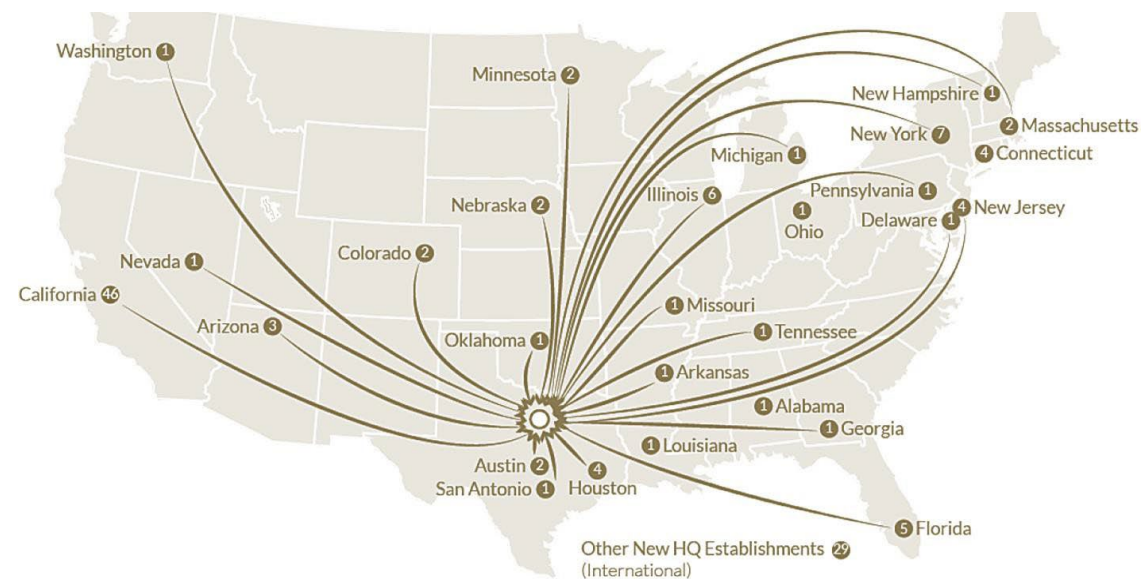 Washington 1
Minnesota 2
New Hampshire 1
Massachusetts 2
New York 7
Connecticut 4
Michigan 1
Pennsylvania 1
Illinois 6
Nebraska 2
New Jersey 4
Delaware 1
Ohio 1
Colorado 2
Nevada 1
California 46
Missouri 1
Arizona 3
Tennessee 1
Oklahoma 1
Arkansas 1
Alabama 1
Georgia 1
Louisiana 1
Austin 2
Houston 4
San Antonio 1
Florida 5
Other New HQ Establishments 29
(International)